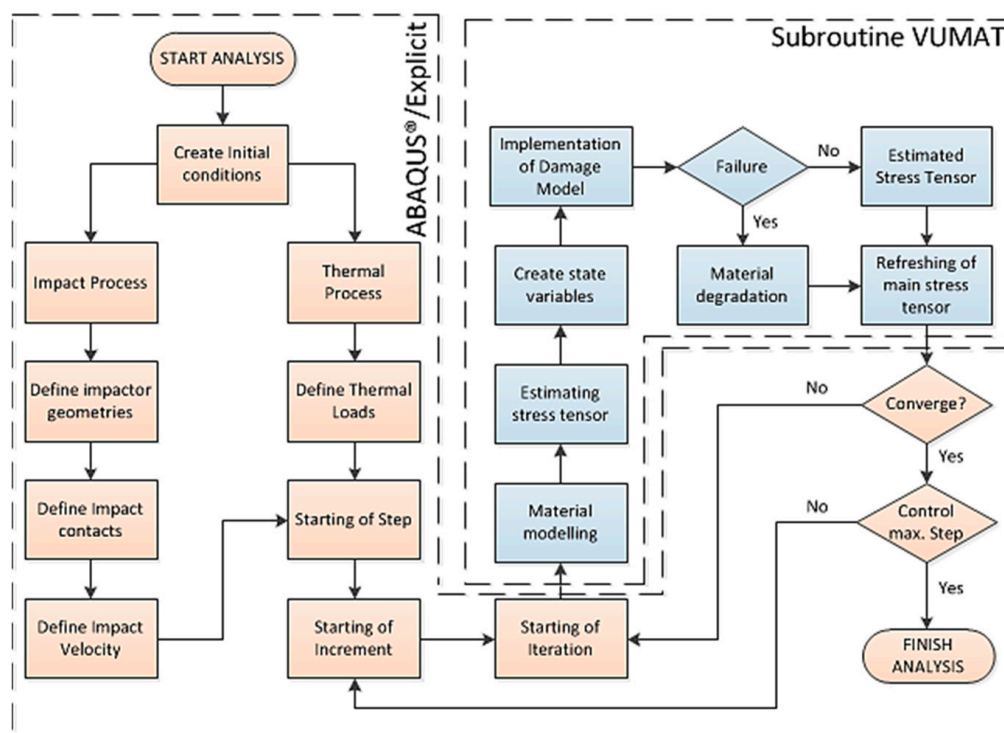 START ANALYSIS
Create Initial
conditions
Impact Process
Define impactor
geometries
Define Impact
contacts
Define Impact
Velocity
Thermal
Process
Define Thermal
Loads
Starting of Step
Starting of
Increment
ABAQUS®/Explicit
Subroutine VUMAT
Starting of
Iteration
Material
modelling
Estimating
stress tensor
Create state
variables
Implementation
of Damage
Model
Failure
No
Yes
Estimated
Stress Tensor
Material
degradation
Refreshing of
main stress
tensor
Converge?
No
Yes
Control
max. Step
No
Yes
FINISH
ANALYSIS